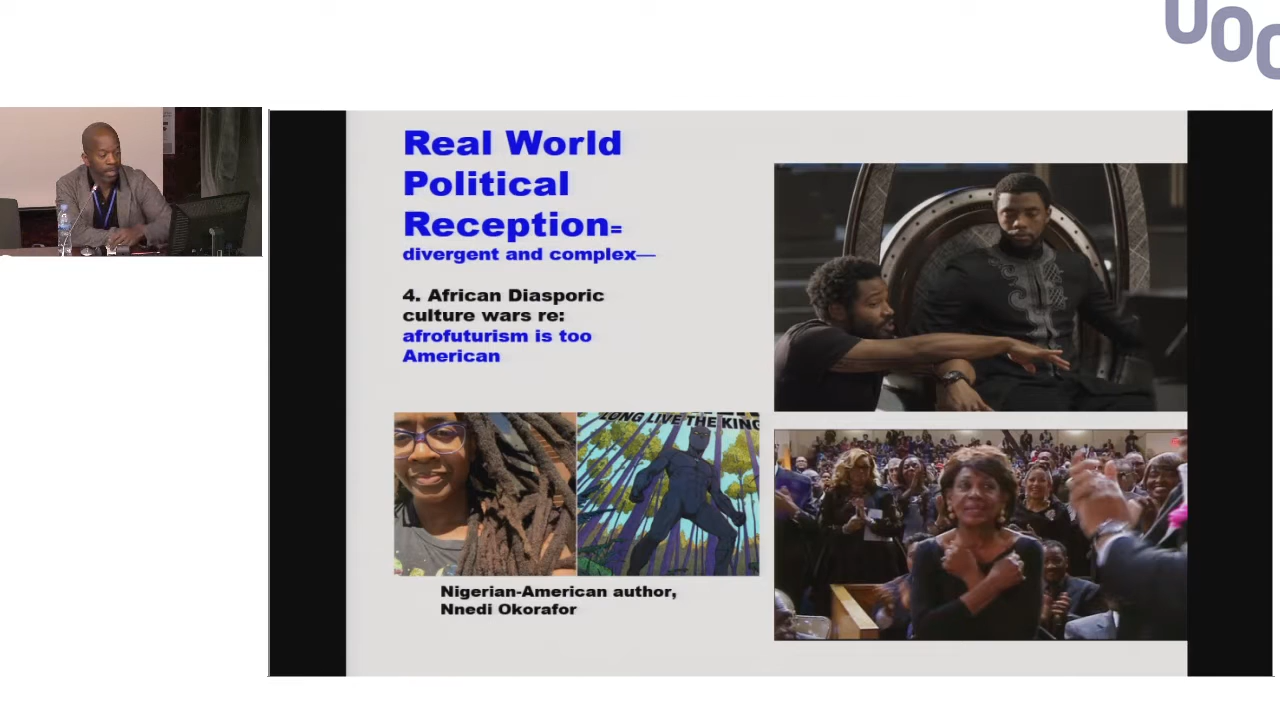 UOC
Real World
Political
Reception=
divergent and complex—
4. African Diasporic
culture wars re:
afrofuturism is too
American
LONG LIVE THE KING
Nigerian-American author,
Nnedi Okorafor